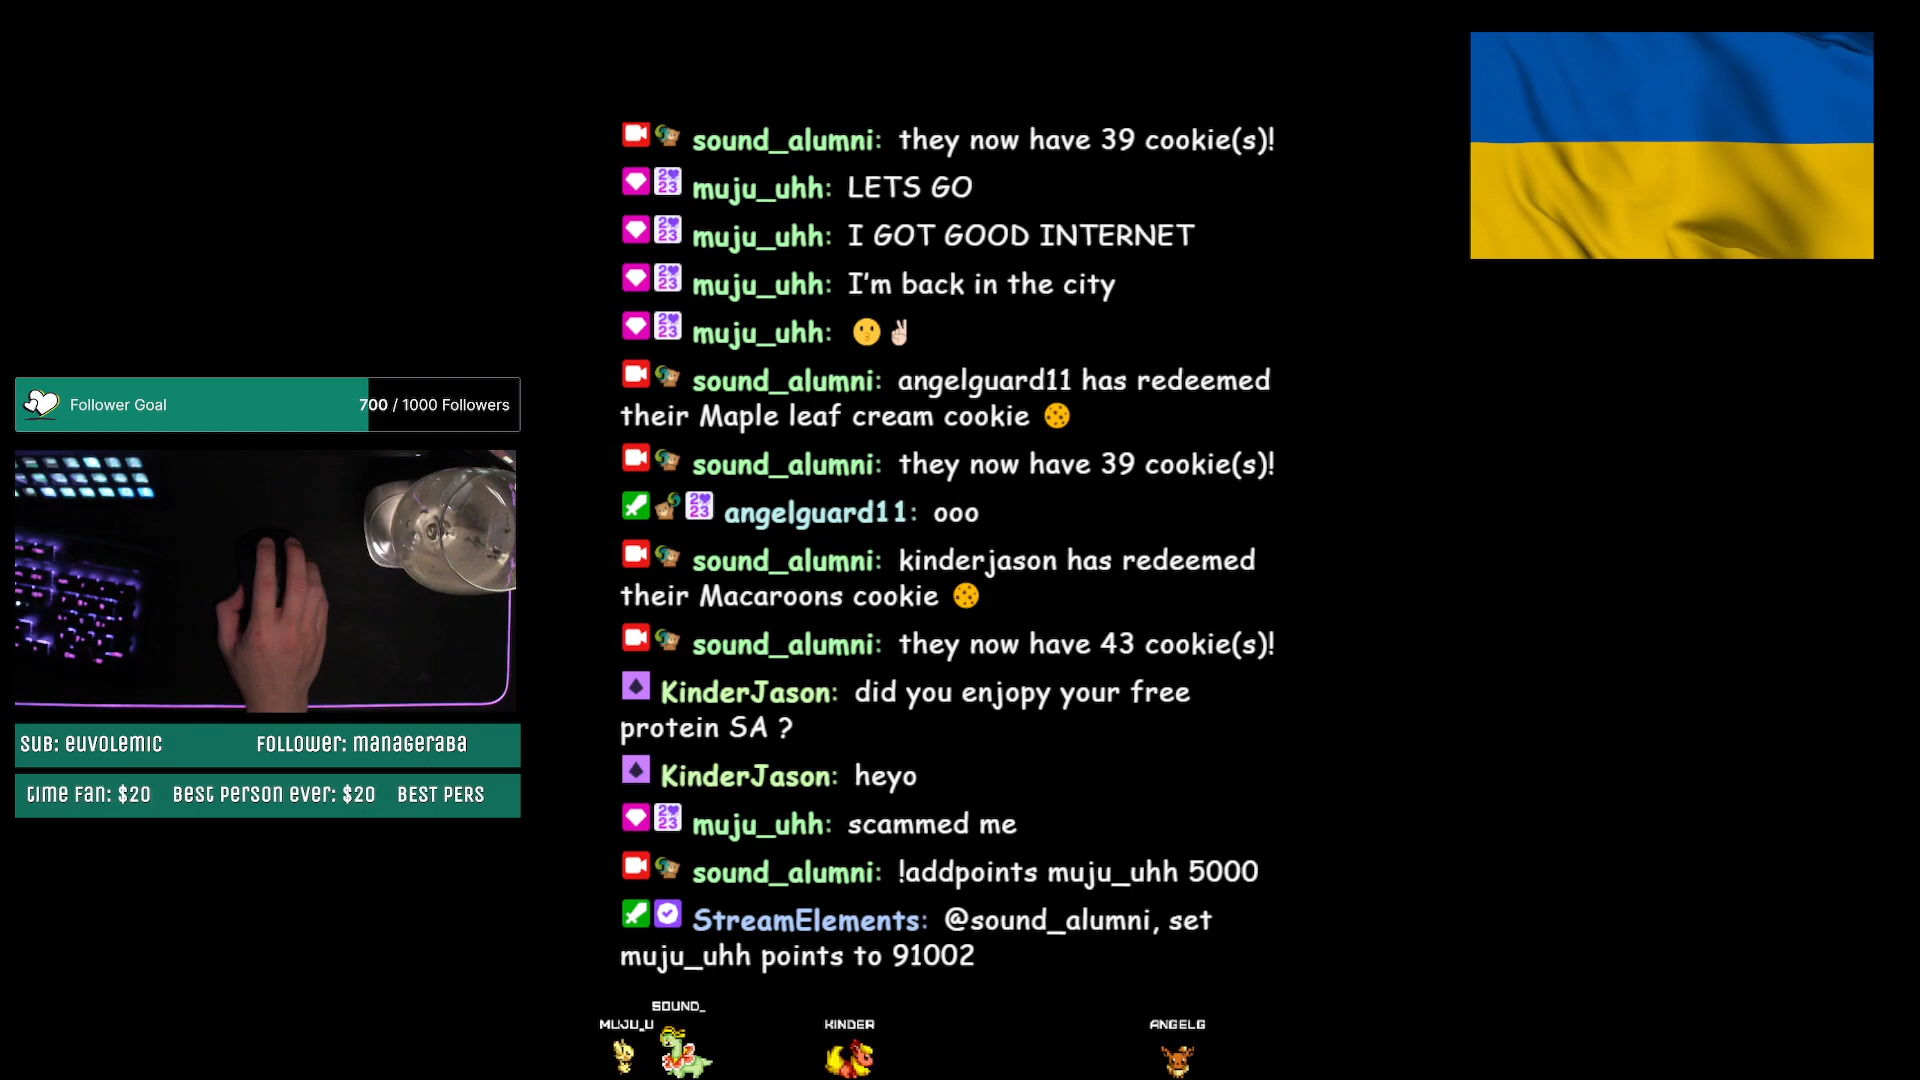 sound_alumni: they now have 39 cookie(s)!
muju_uhh: LETS GO
muju_uhh: I GOT GOOD INTERNET
muju_uhh: I'm back in the city
muju_uhh: 😗✌🏻
sound_alumni: angelguard11 has redeemed
their Maple leaf cream cookie 🍪
sound_alumni: they now have 39 cookie(s)!
angelguard11: ooo
sound_alumni: kinderjason has redeemed
their Macaroons cookie 🍪
sound_alumni: they now have 43 cookie(s)!
KinderJason: did you enjopy your free
protein SA ?
KinderJason: heyo
muju_uhh: scammed me
sound_alumni: !addpoints muju_uhh 5000
StreamElements: @sound_alumni, set
muju_uhh points to 91002
Follower Goal 700 / 1000 Followers
SUB: euvolemic FOLLOWER: manageraba
time Fan: $20 Best Person ever: $20 BEST PERS
SOUND_
MUJU_U
KINDER
ANGELG